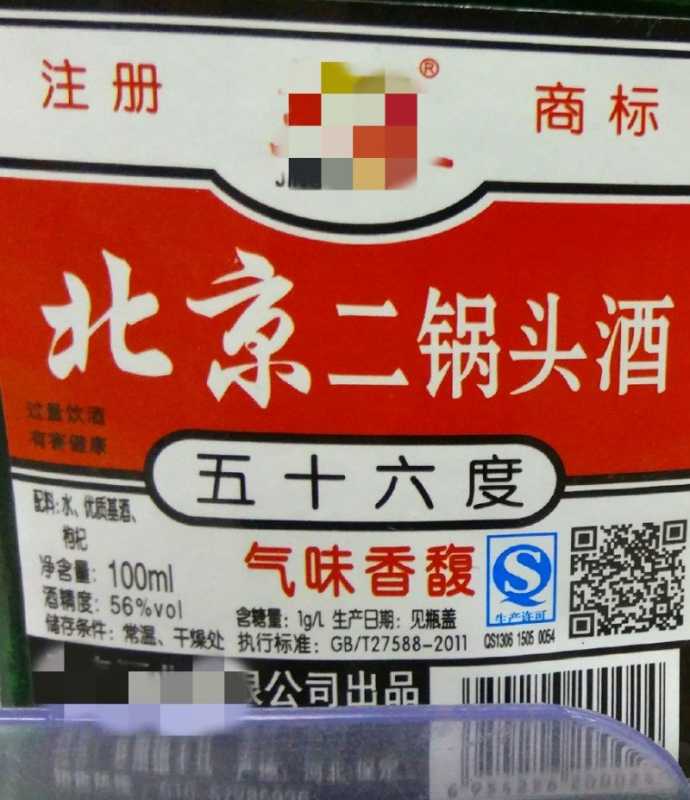 注册
®
商标
北京二锅头酒
过量饮酒
有害健康
五十六度
配料:水、优质基酒、
枸杞
净含量: 100ml
酒精度: 56%vol
储存条件: 常温、干燥处
气味香馥
含糖量: 1g/L 生产日期: 见瓶盖
执行标准: GB/T27588-2011
生产许可
QS1306 1505 0054
限公司出品